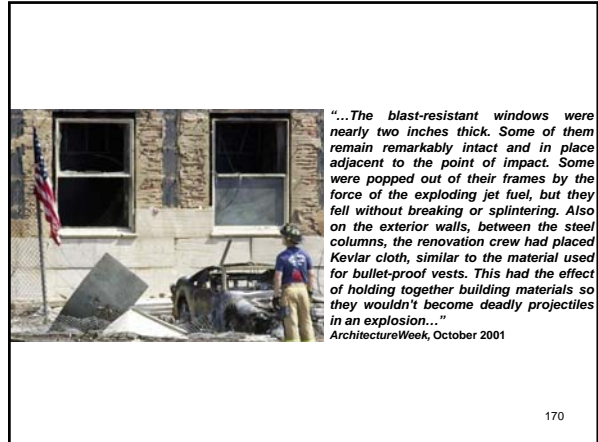 “…The blast-resistant windows were
nearly two inches thick. Some of them
remain remarkably intact and in place
adjacent to the point of impact. Some
were popped out of their frames by the
force of the exploding jet fuel, but they
fell without breaking or splintering. Also
on the exterior walls, between the steel
columns, the renovation crew had placed
Kevlar cloth, similar to the material used
for bullet-proof vests. This had the effect
of holding together building materials so
they wouldn't become deadly projectiles
in an explosion…”
ArchitectureWeek, October 2001
170